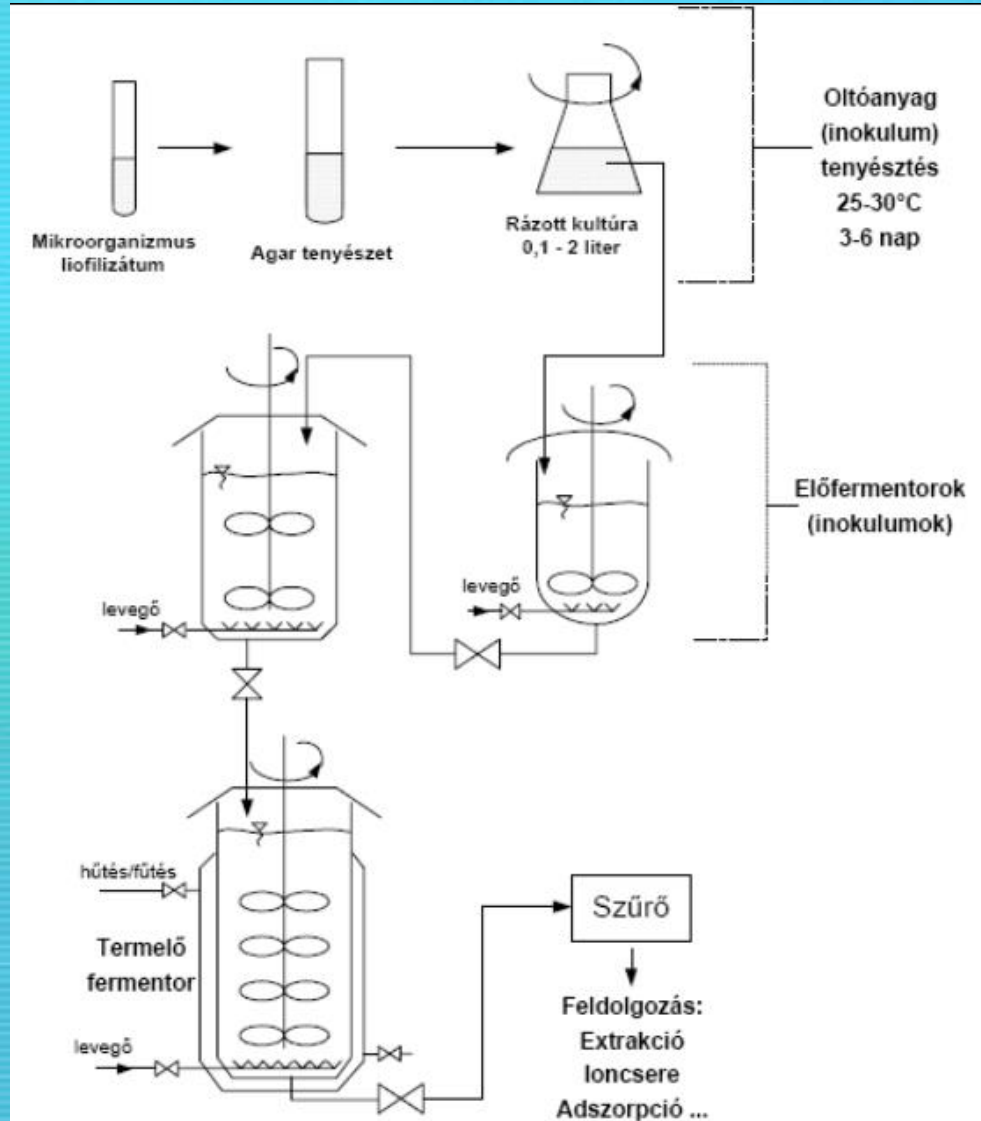 Mikroorganizmus
liofilizátum
Agar tenyészet
Rázott kultúra
0,1 - 2 liter
Oltóanyag
(inokulum)
tenyésztés
25-30°C
3-6 nap
levegő
levegő
Előfermentorok
(inokulumok)
hűtés/fűtés
Termelő
fermentor
levegő
Szűrő
Feldolgozás:
Extrakció
Ioncsere
Adszorpció ...